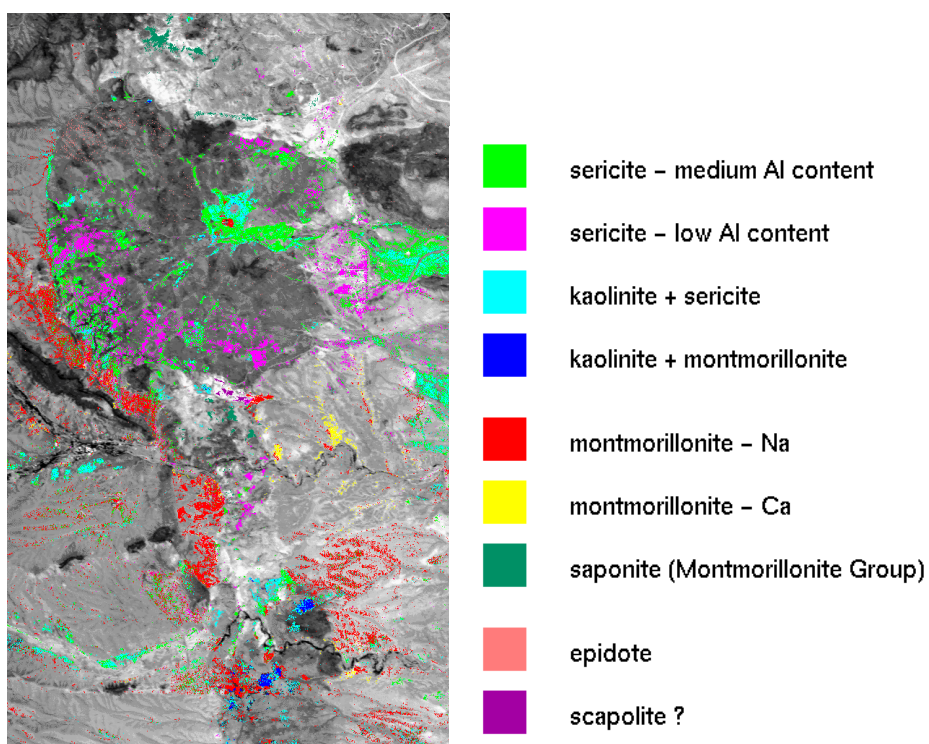 sericite – medium Al content
sericite – low Al content
kaolinite + sericite
kaolinite + montmorillonite
montmorillonite – Na
montmorillonite – Ca
saponite (Montmorillonite Group)
epidote
scapolite ?